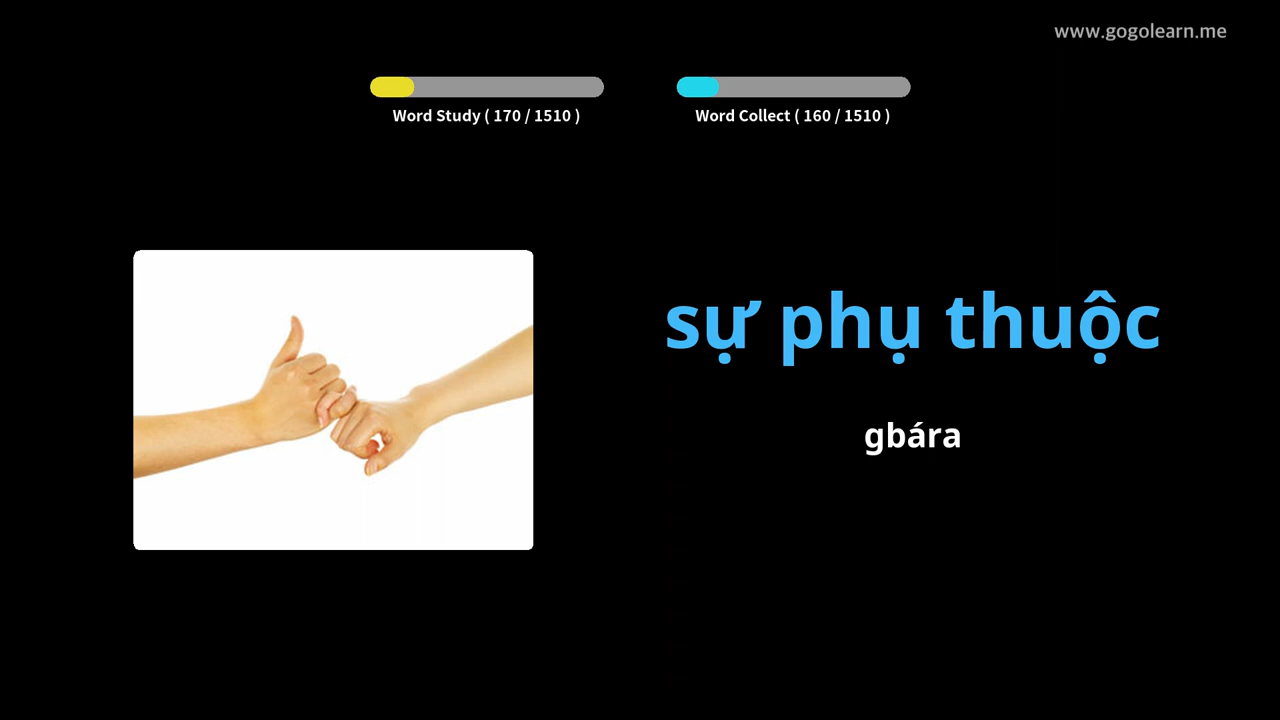 www.gogolearn.me
Word Study ( 170 / 1510 )
Word Collect ( 160 / 1510 )
sự phụ thuộc
gbára